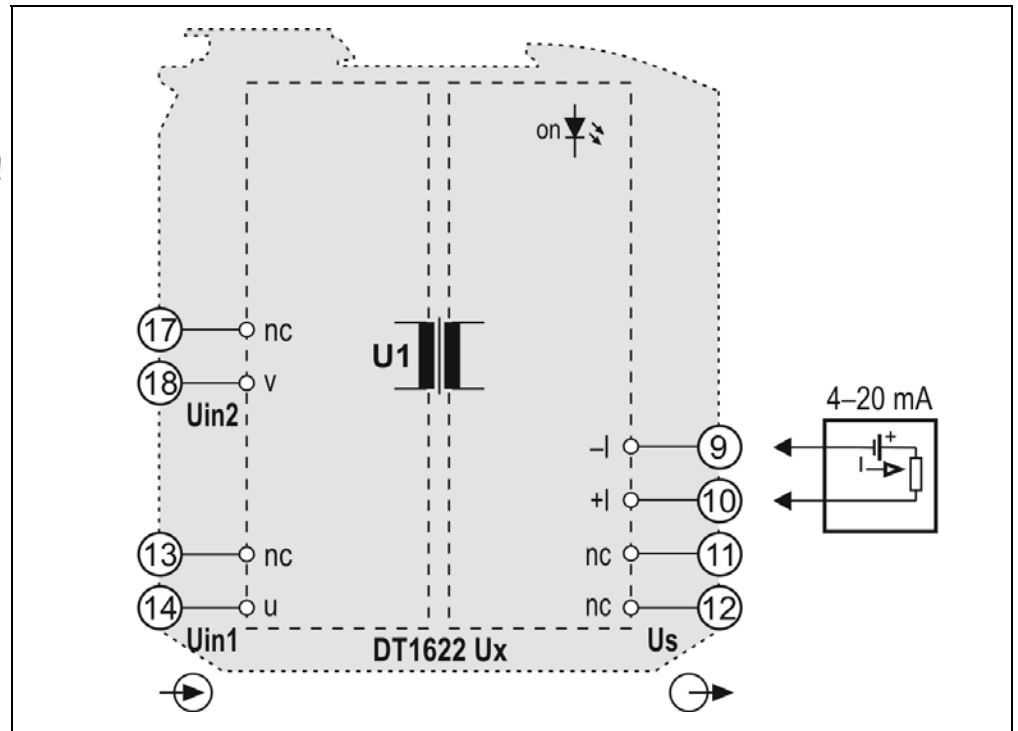 on
17 nc
U1
18 v
Uin2
4–20 mA
–I 9
+
I
+I 10
13 nc
nc 11
14 u
nc 12
Uin1
DT1622 Ux
Us